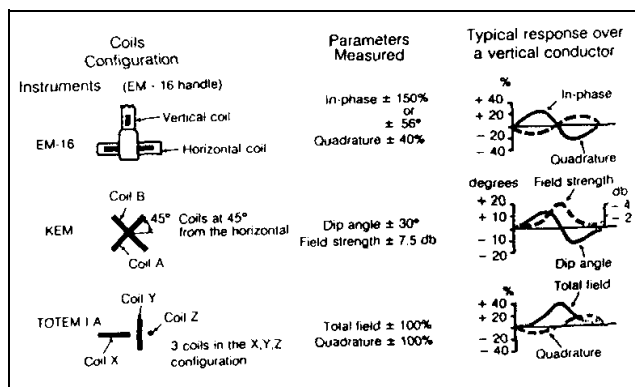 Coils
Configuration
Parameters
Measured
Typical response over
a vertical conductor
Instruments (EM - 16 handle)
EM-16
Vertical coil
Horizontal coil
In-phase ± 150%
or
± 56°
Quadrature ± 40%
%
+ 40
+ 20
- 20
- 40
In-phase
Quadrature
KEM
Coil B
45°
Coils at 45°
from the horizontal
Coil A
Dip angle ± 30°
Field strength ± 7.5 db
degrees
+ 20
+ 10
- 10
- 20
Field strength
db
- 4
- 2
Dip angle
TOTEM I A
Coil Y
Coil Z
Coil X
3 coils in the X,Y,Z
configuration
Total field ± 100%
Quadrature ± 100%
%
+ 40
+ 20
- 20
- 40
Total field
Quadrature